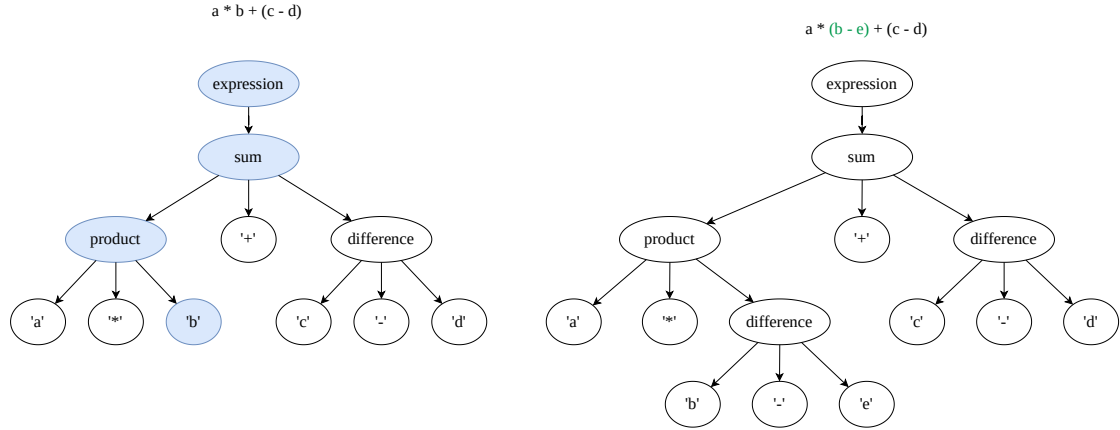 a * b + (c - d)
expression
sum
product
'+'
difference
'a'
'*'
'b'
'c'
'-'
'd'
a * (b - e) + (c - d)
expression
sum
product
'+'
difference
'a'
'*'
difference
'c'
'-'
'd'
'b'
'-'
'e'